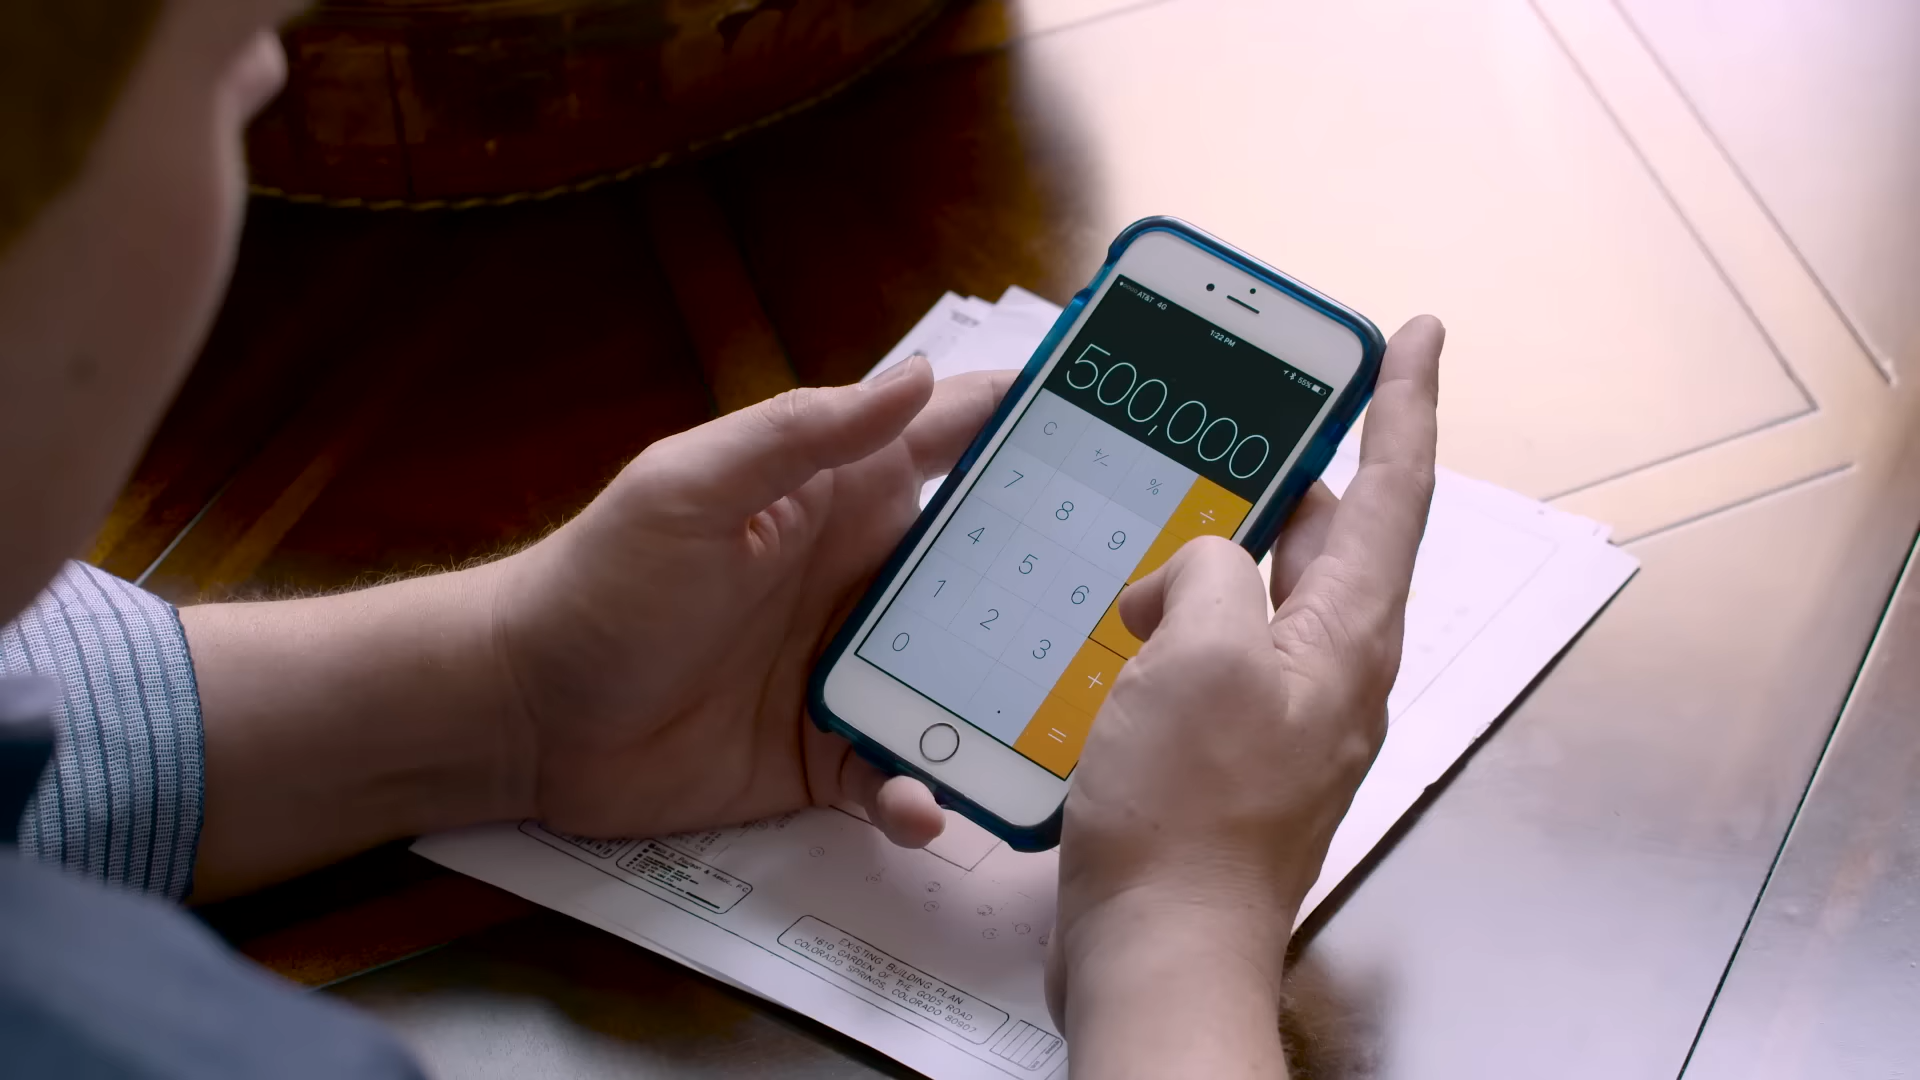 AT&T 4G
1:22 PM
55%
500,000
C +/- % ÷
7 8 9
4 5 6
1 2 3 +
0 . =
EXISTING BUILDING PLAN
1610 GARDEN OF THE GODS ROAD
COLORADO SPRINGS, COLORADO 80907